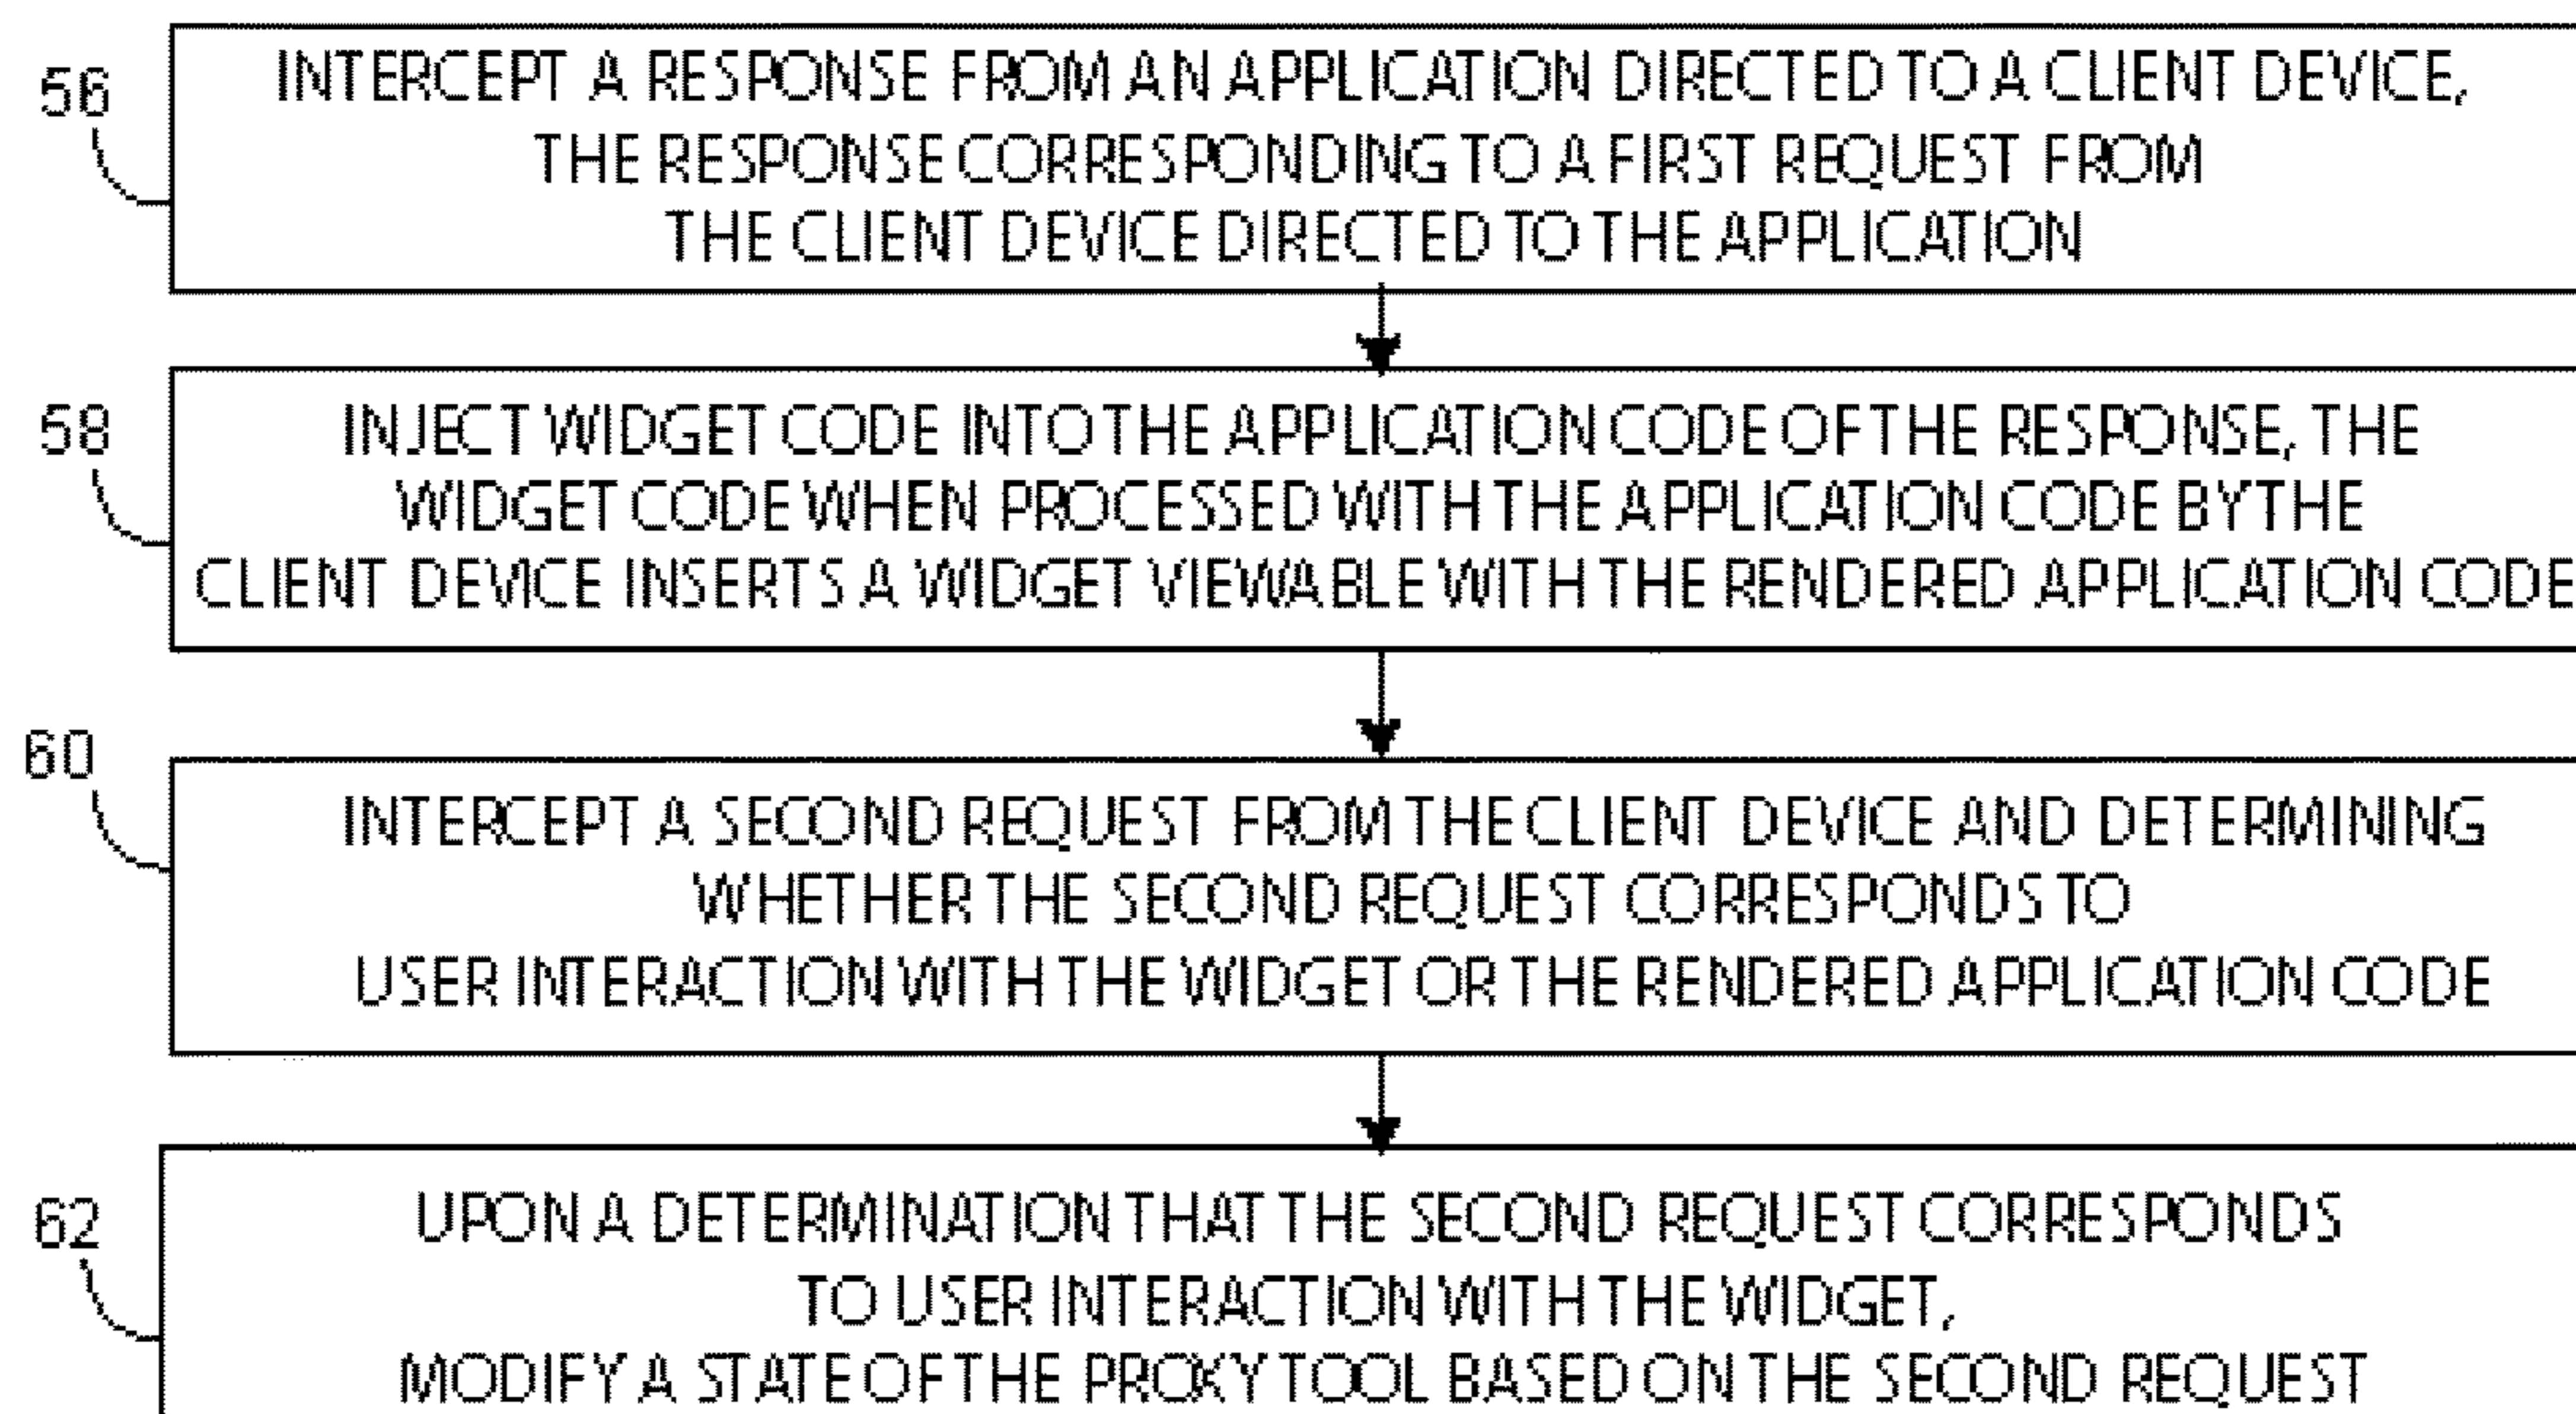 56
INTERCEPT A RESPONSE FROM AN APPLICATION DIRECTED TO A CLIENT DEVICE,
THE RESPONSE CORRESPONDING TO A FIRST REQUEST FROM
THE CLIENT DEVICE DIRECTED TO THE APPLICATION
58
INJECT WIDGET CODE INTO THE APPLICATION CODE OF THE RESPONSE, THE
WIDGET CODE WHEN PROCESSED WITH THE APPLICATION CODE BY THE
CLIENT DEVICE INSERTS A WIDGET VIEWABLE WITH THE RENDERED APPLICATION CODE
60
INTERCEPT A SECOND REQUEST FROM THE CLIENT DEVICE AND DETERMINING
WHETHER THE SECOND REQUEST CORRESPONDS TO
USER INTERACTION WITH THE WIDGET OR THE RENDERED APPLICATION CODE
62
UPON A DETERMINATION THAT THE SECOND REQUEST CORRESPONDS
TO USER INTERACTION WITH THE WIDGET,
MODIFY A STATE OF THE PROXY TOOL BASED ON THE SECOND REQUEST